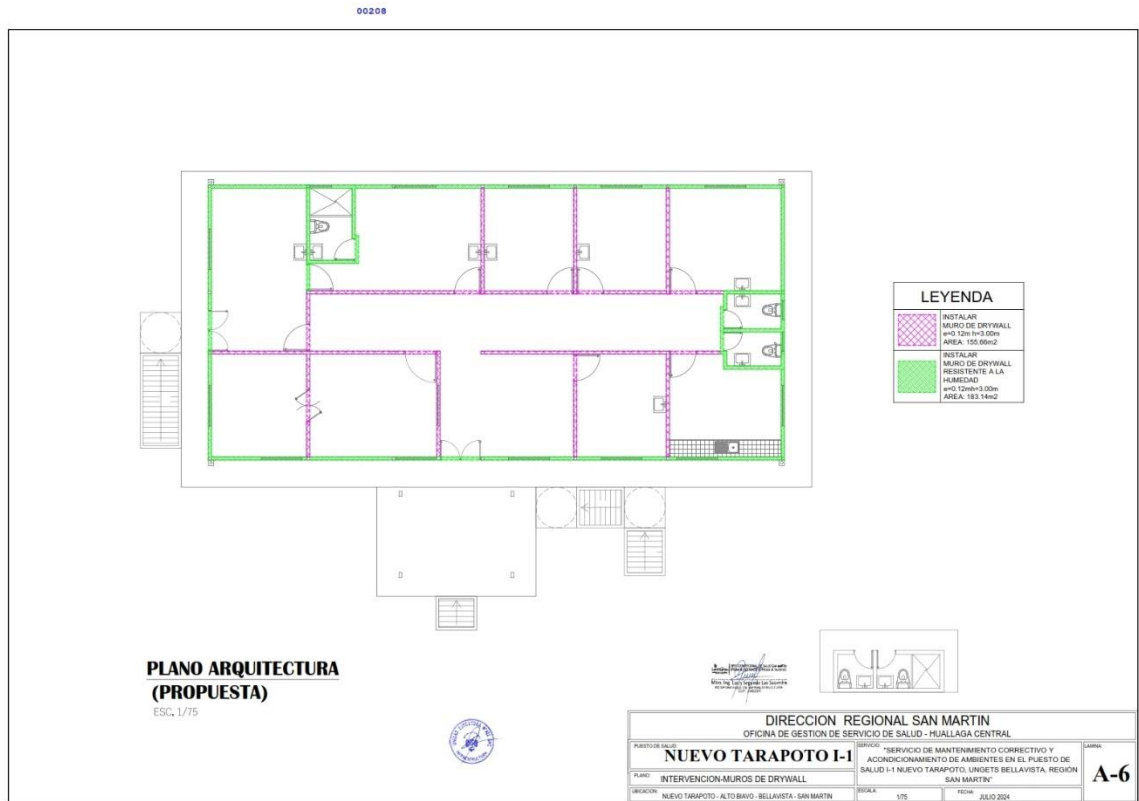 00208
LEYENDA
INSTALAR
MURO DE DRYWALL
e=0.12m h=3.00m
AREA: 155.66m2
INSTALAR
MURO DE DRYWALL
RESISTENTE A LA
HUMEDAD
e=0.12mh=3.00m
AREA: 183.14m2
PLANO ARQUITECTURA
(PROPUESTA)
ESC. 1/75
DIRECCION REGIONAL SAN MARTIN
OFICINA DE GESTION DE SERVICIO DE SALUD - HUALLAGA CENTRAL
PUESTO DE SALUD:
NUEVO TARAPOTO I-1
PLANO:
INTERVENCION-MUROS DE DRYWALL
UBICACION:
NUEVO TARAPOTO - ALTO BIAVO - BELLAVISTA - SAN MARTIN
SERVICIO:
"SERVICIO DE MANTENIMIENTO CORRECTIVO Y
ACONDICIONAMIENTO DE AMBIENTES EN EL PUESTO DE
SALUD I-1 NUEVO TARAPOTO, UNGETS BELLAVISTA, REGIÓN
SAN MARTÍN"
ESCALA:
1/75
FECHA:
JULIO 2024
LAMINA:
A-6